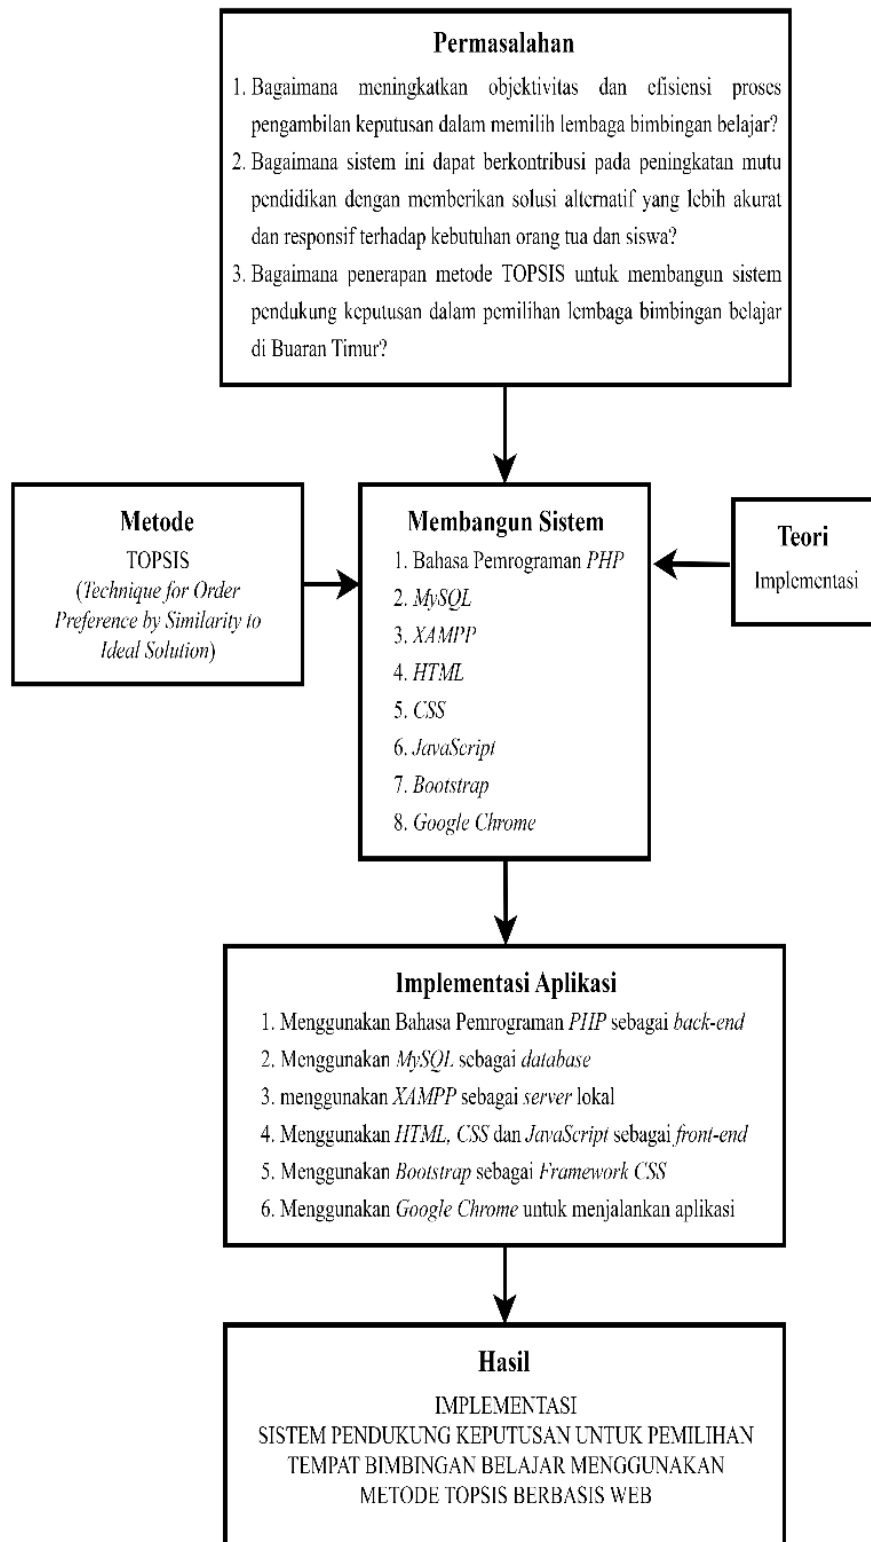 Permasalahan
1. Bagaimana meningkatkan objektivitas dan efisiensi proses
pengambilan keputusan dalam memilih lembaga bimbingan belajar?
2. Bagaimana sistem ini dapat berkontribusi pada peningkatan mutu
pendidikan dengan memberikan solusi alternatif yang lebih akurat
dan responsif terhadap kebutuhan orang tua dan siswa?
3. Bagaimana penerapan metode TOPSIS untuk membangun sistem
pendukung keputusan dalam pemilihan lembaga bimbingan belajar
di Buaran Timur?
Metode
TOPSIS
(Technique for Order
Preference by Similarity to
Ideal Solution)
Membangun Sistem
1. Bahasa Pemrograman PHP
2. MySQL
3. XAMPP
4. HTML
5. CSS
6. JavaScript
7. Bootstrap
8. Google Chrome
Teori
Implementasi
Implementasi Aplikasi
1. Menggunakan Bahasa Pemrograman PHP sebagai back-end
2. Menggunakan MySQL sebagai database
3. menggunakan XAMPP sebagai server lokal
4. Menggunakan HTML, CSS dan JavaScript sebagai front-end
5. Menggunakan Bootstrap sebagai Framework CSS
6. Menggunakan Google Chrome untuk menjalankan aplikasi
Hasil
IMPLEMENTASI
SISTEM PENDUKUNG KEPUTUSAN UNTUK PEMILIHAN
TEMPAT BIMBINGAN BELAJAR MENGGUNAKAN
METODE TOPSIS BERBASIS WEB